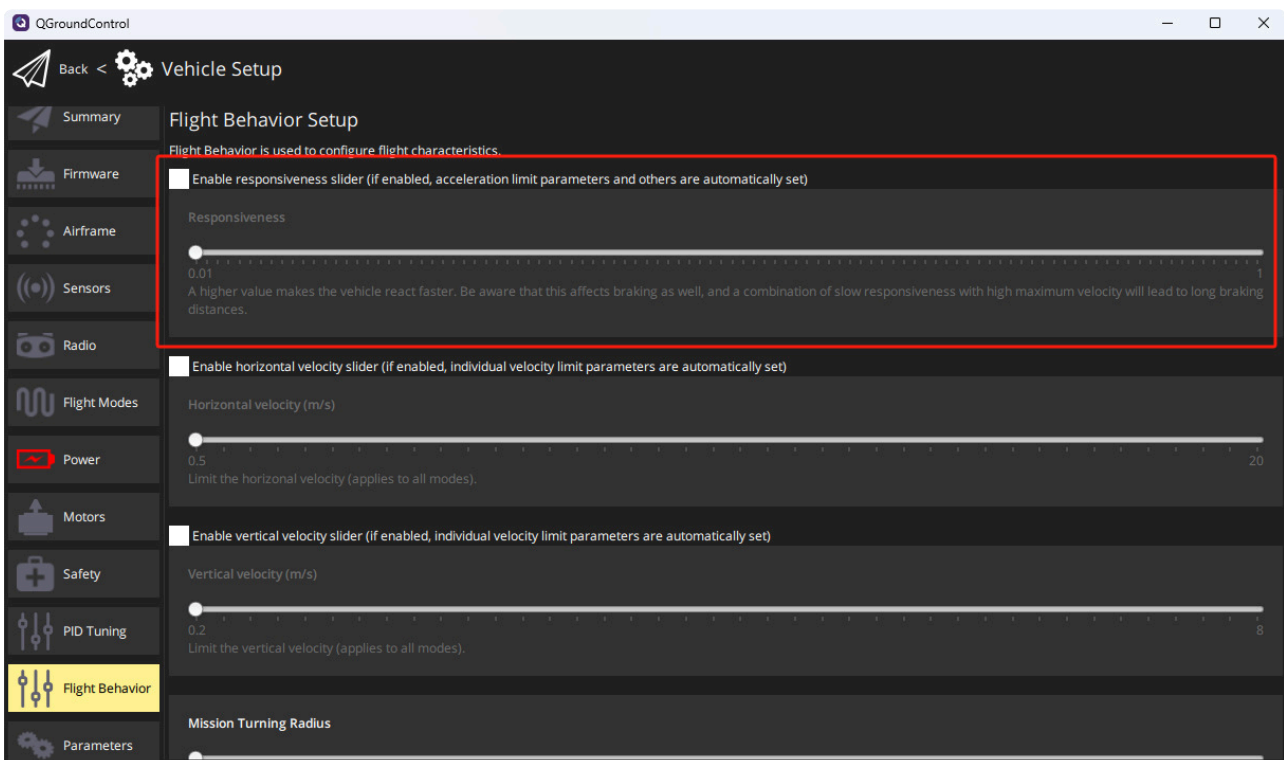 QGroundControl
Back < Vehicle Setup
Summary
Firmware
Airframe
Sensors
Radio
Flight Modes
Power
Motors
Safety
PID Tuning
Flight Behavior
Parameters
Flight Behavior Setup
Flight Behavior is used to configure flight characteristics.
Enable responsiveness slider (if enabled, acceleration limit parameters and others are automatically set)
Responsiveness
0.01 1
A higher value makes the vehicle react faster. Be aware that this affects braking as well, and a combination of slow responsiveness with high maximum velocity will lead to long braking
distances.
Enable horizontal velocity slider (if enabled, individual velocity limit parameters are automatically set)
Horizontal velocity (m/s)
0.5 20
Limit the horizonal velocity (applies to all modes).
Enable vertical velocity slider (if enabled, individual velocity limit parameters are automatically set)
Vertical velocity (m/s)
0.2 8
Limit the vertical velocity (applies to all modes).
Mission Turning Radius